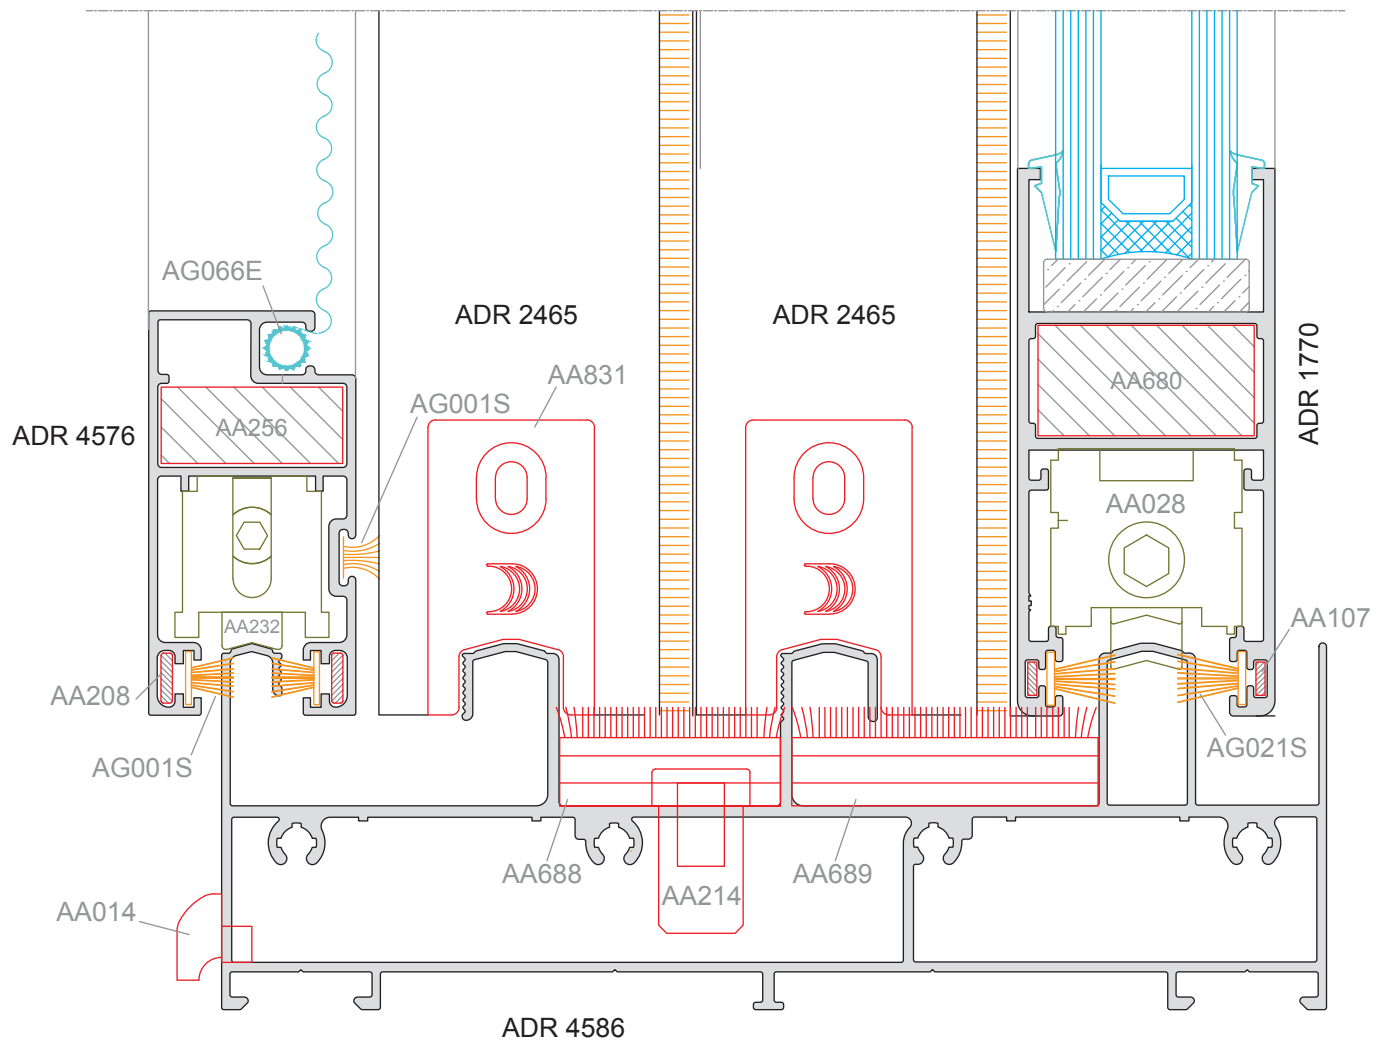 AG066E
ADR 2465
ADR 2465
AA831
AG001S
AA680
ADR 1770
ADR 4576
AA256
AA028
AA232
AA107
AA208
AG001S
AG021S
AA688
AA214
AA689
AA014
ADR 4586